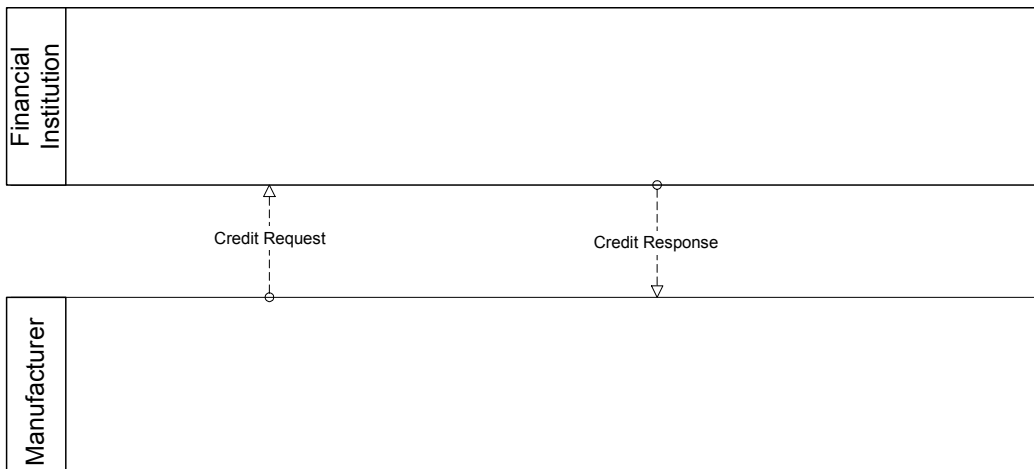 Financial
Institution
Credit Request
Credit Response
Manufacturer